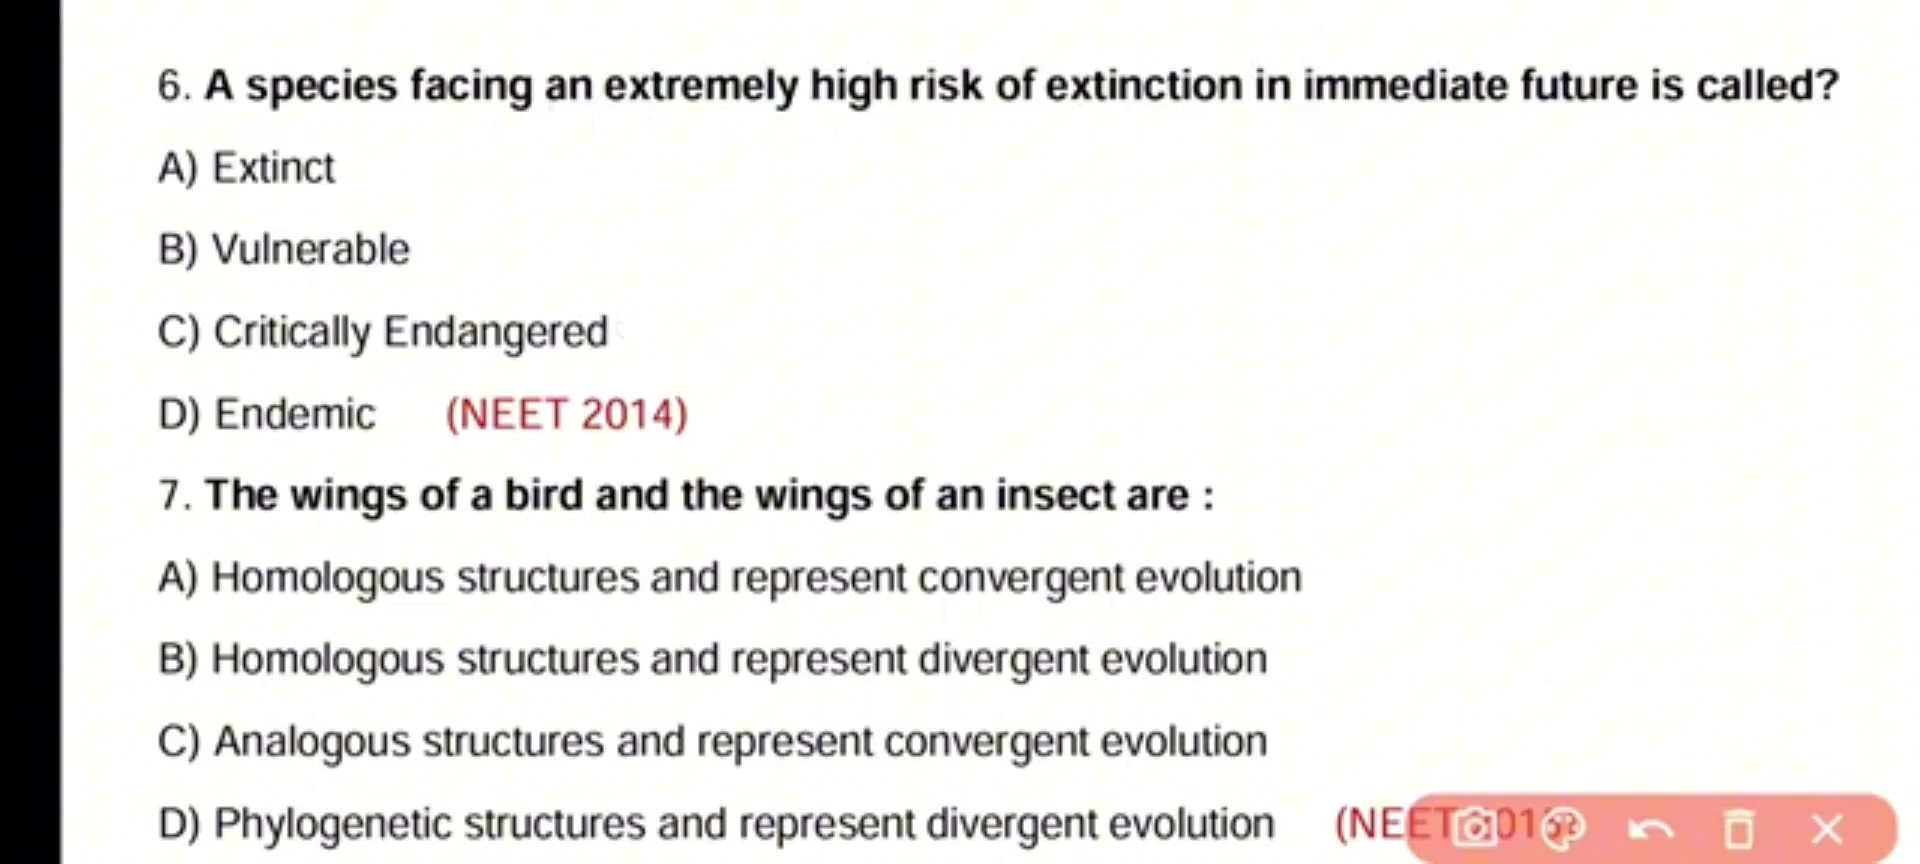 6. A species facing an extremely high risk of extinction in immediate future is called?
A) Extinct
B) Vulnerable
C) Critically Endangered
D) Endemic (NEET 2014)
7. The wings of a bird and the wings of an insect are :
A) Homologous structures and represent convergent evolution
B) Homologous structures and represent divergent evolution
C) Analogous structures and represent convergent evolution
D) Phylogenetic structures and represent divergent evolution (NEET